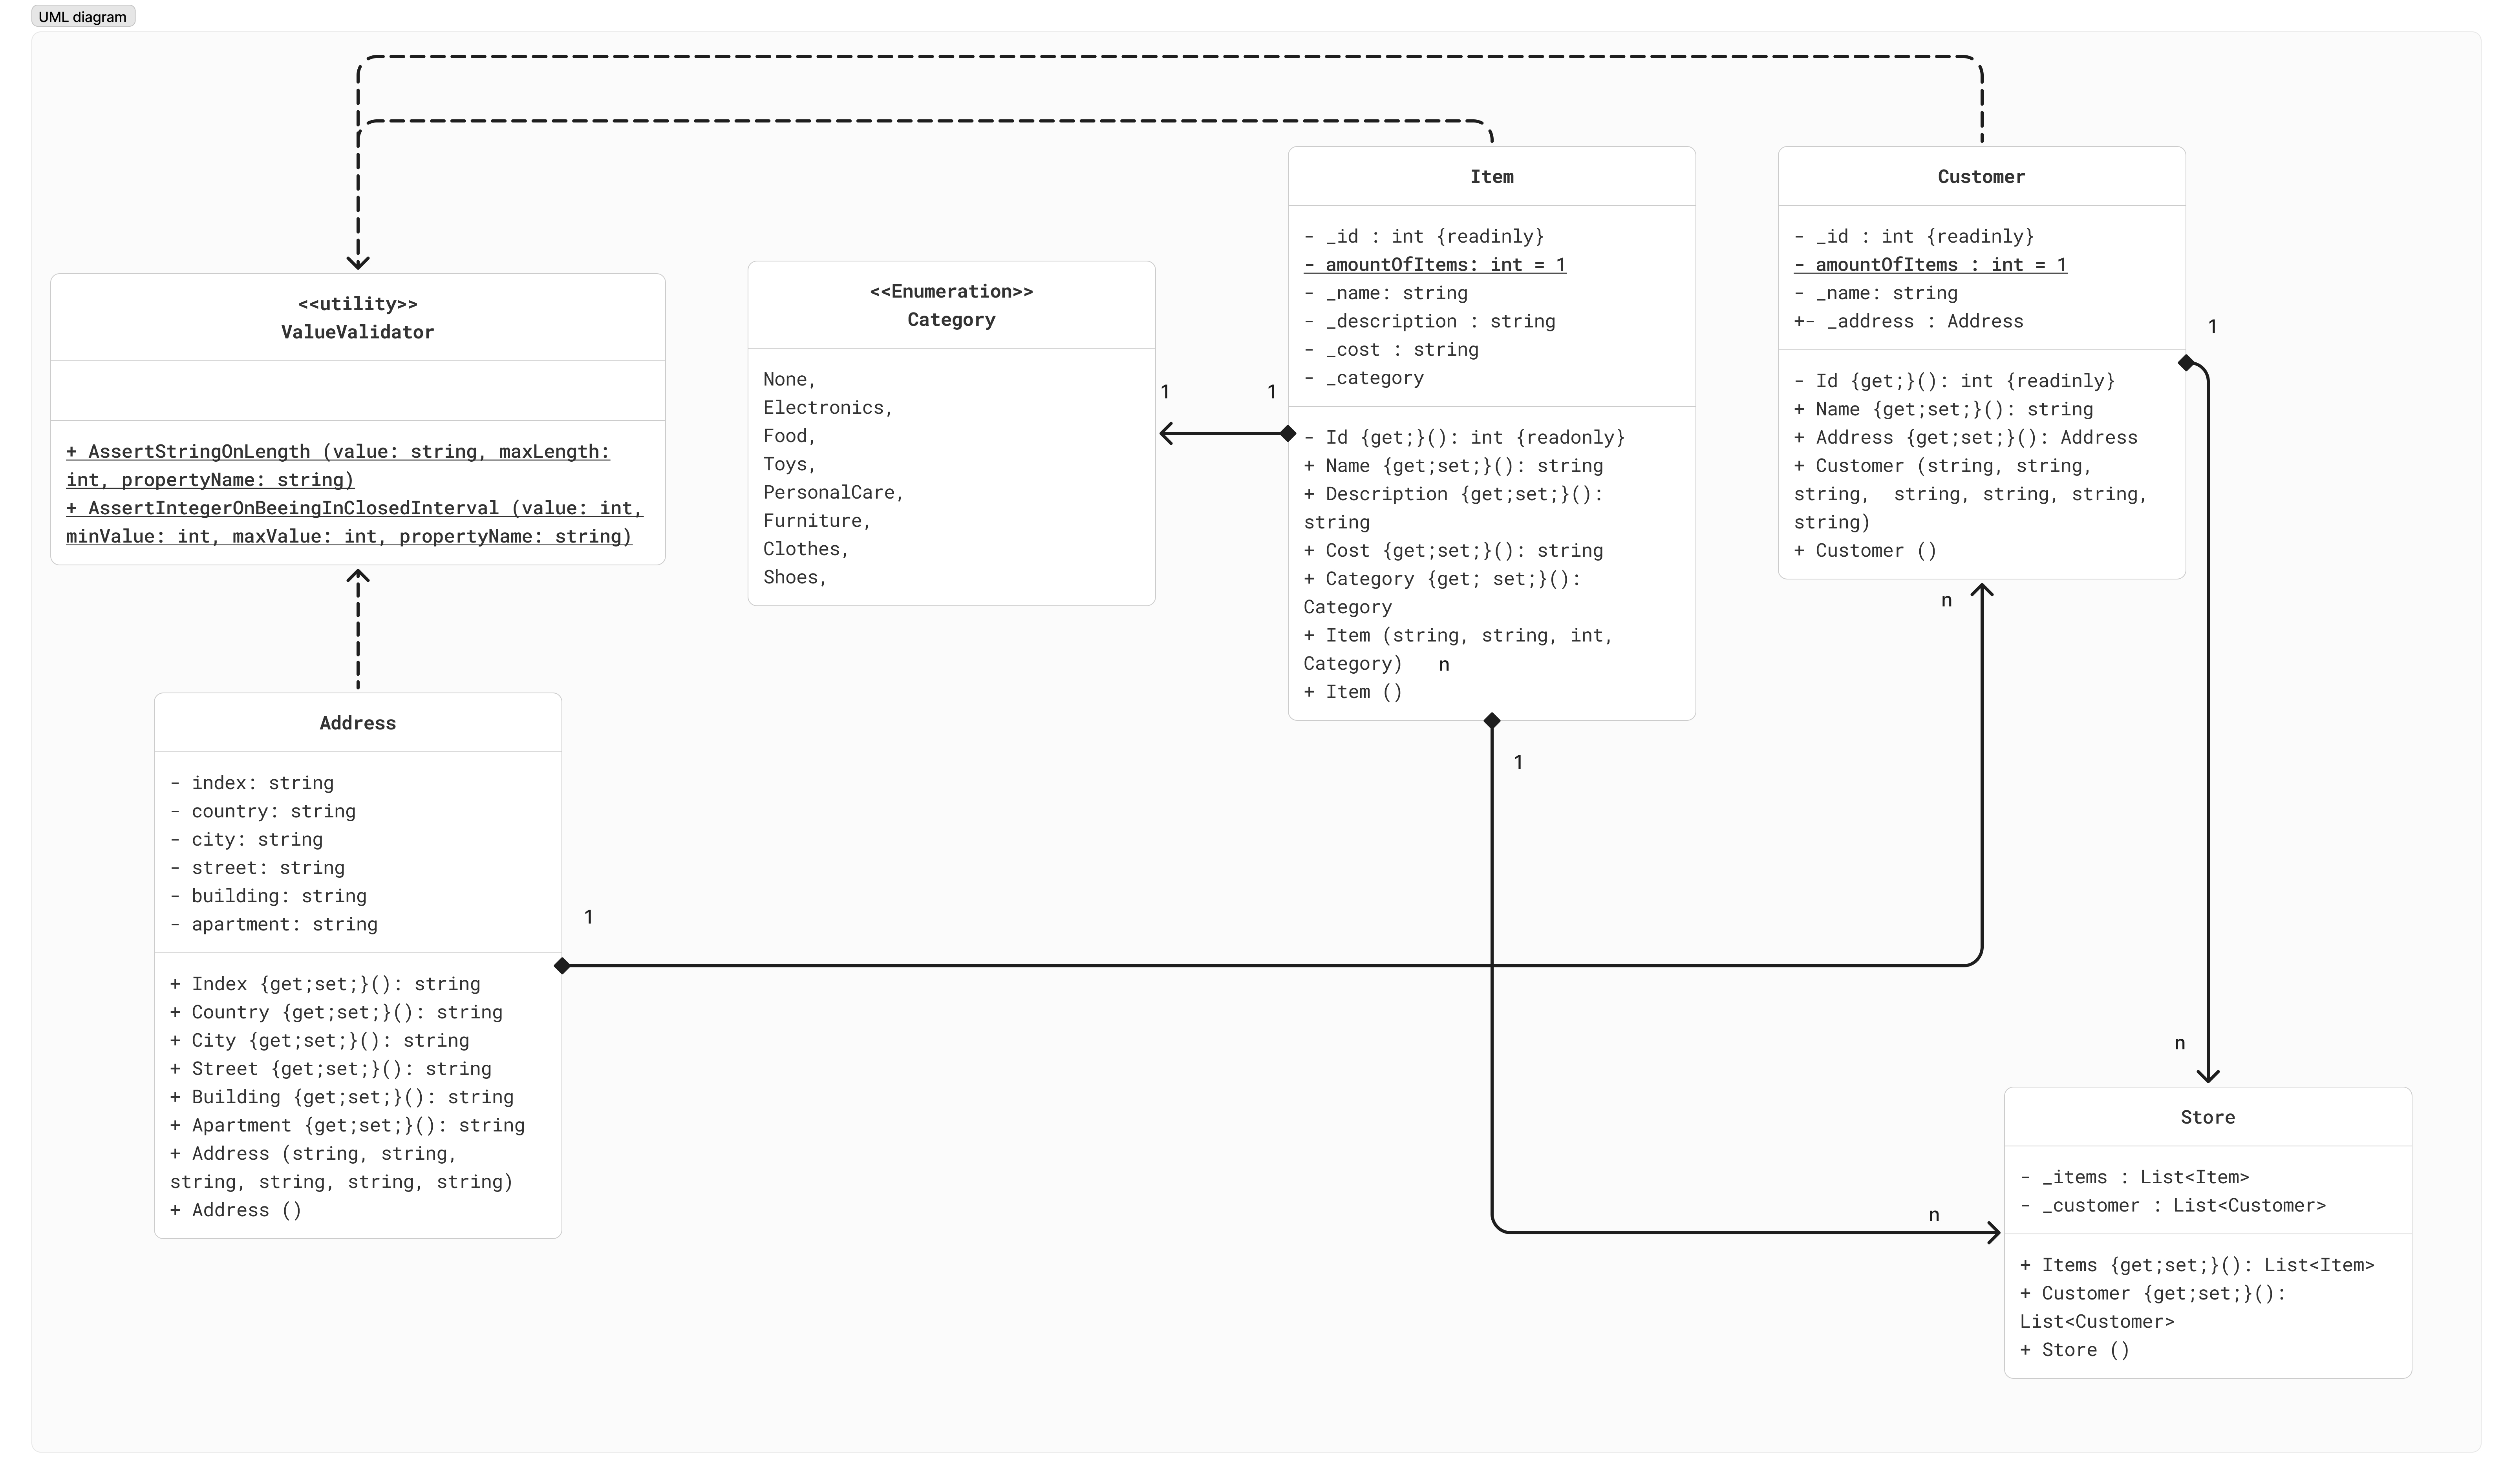 UML diagram
<<utility>>
ValueValidator
+ AssertStringOnLength (value: string, maxLength:
int, propertyName: string)
+ AssertIntegerOnBeeingInClosedInterval (value: int,
minValue: int, maxValue: int, propertyName: string)
<<Enumeration>>
Category
None,
Electronics,
Food,
Toys,
PersonalCare,
Furniture,
Clothes,
Shoes,
1
1
Item
- _id : int {readinly}
- amountOfItems: int = 1
- _name: string
- _description : string
- _cost : string
- _category
- Id {get;}(): int {readonly}
+ Name {get;set;}(): string
+ Description {get;set;}():
string
+ Cost {get;set;}(): string
+ Category {get; set;}():
Category
+ Item (string, string, int,
Category)
n
+ Item ()
1
Customer
- _id : int {readinly}
- amountOfItems : int = 1
- _name: string
+- _address : Address
- Id {get;}(): int {readinly}
+ Name {get;set;}(): string
+ Address {get;set;}(): Address
+ Customer (string, string,
string,  string, string, string,
string)
+ Customer ()
1
n
Address
- index: string
- country: string
- city: string
- street: string
- building: string
- apartment: string
+ Index {get;set;}(): string
+ Country {get;set;}(): string
+ City {get;set;}(): string
+ Street {get;set;}(): string
+ Building {get;set;}(): string
+ Apartment {get;set;}(): string
+ Address (string, string,
string, string, string, string)
+ Address ()
1
n
n
Store
- _items : List<Item>
- _customer : List<Customer>
+ Items {get;set;}(): List<Item>
+ Customer {get;set;}():
List<Customer>
+ Store ()